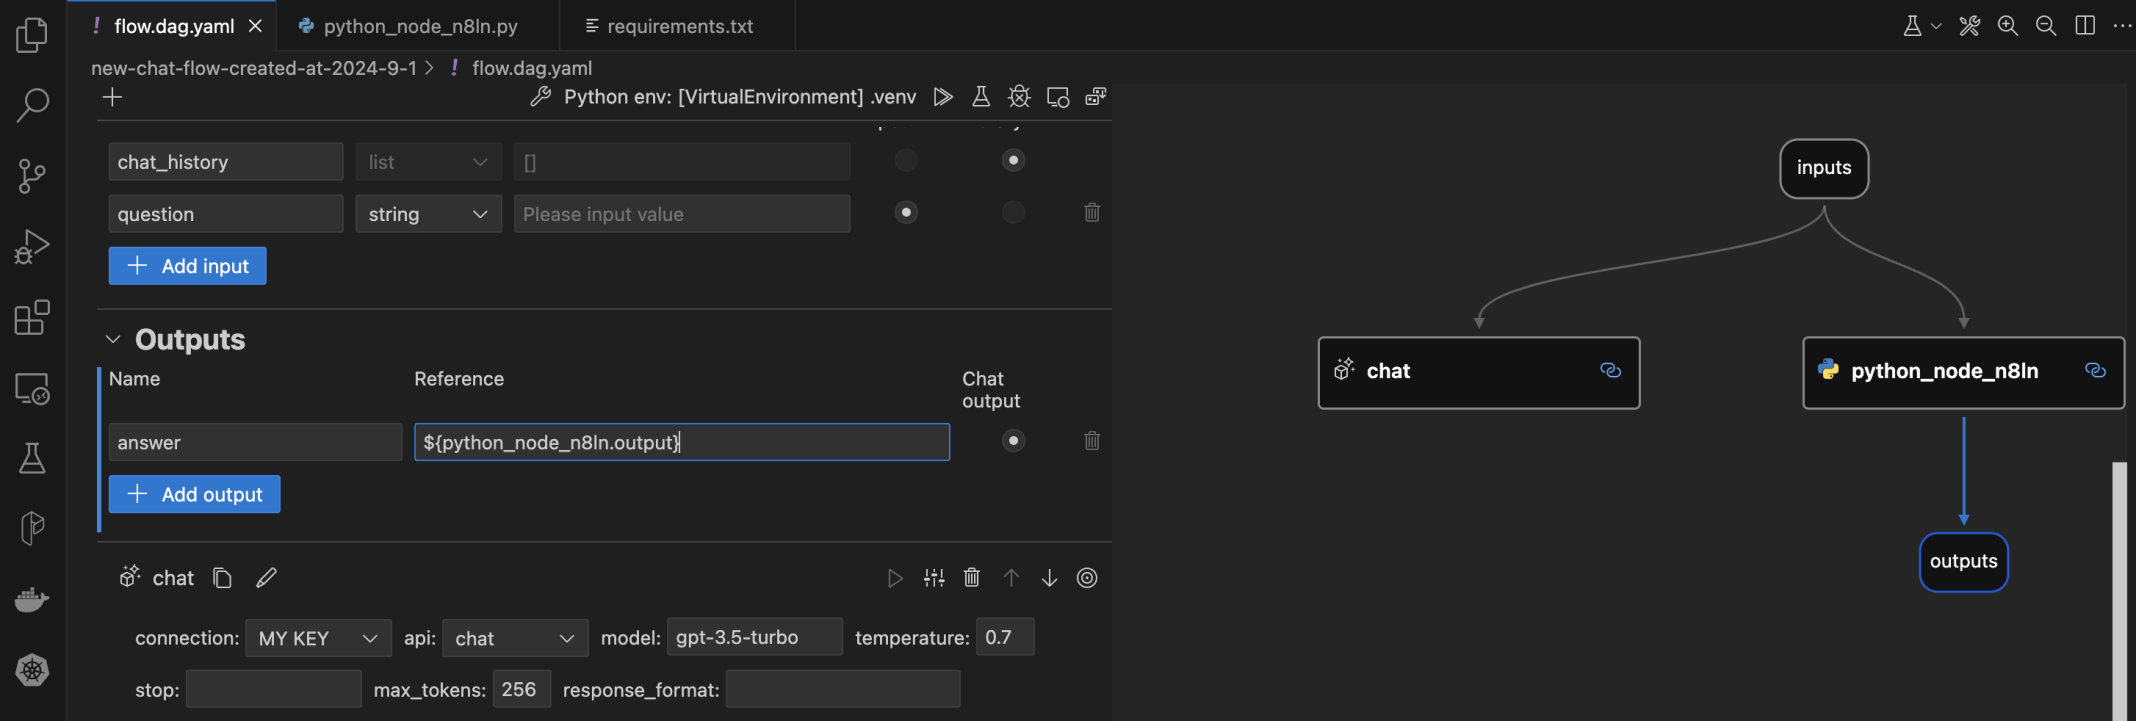 flow.dag.yaml
python_node_n8ln.py
requirements.txt
new-chat-flow-created-at-2024-9-1 > ! flow.dag.yaml
Python env: [VirtualEnvironment] .venv
chat_history list []
question string Please input value
+ Add input
Outputs
Name Reference Chat output
answer ${python_node_n8ln.output}
+ Add output
chat
connection: MY KEY api: chat model: gpt-3.5-turbo temperature: 0.7
stop: max_tokens: 256 response_format:
inputs
chat
python_node_n8ln
outputs